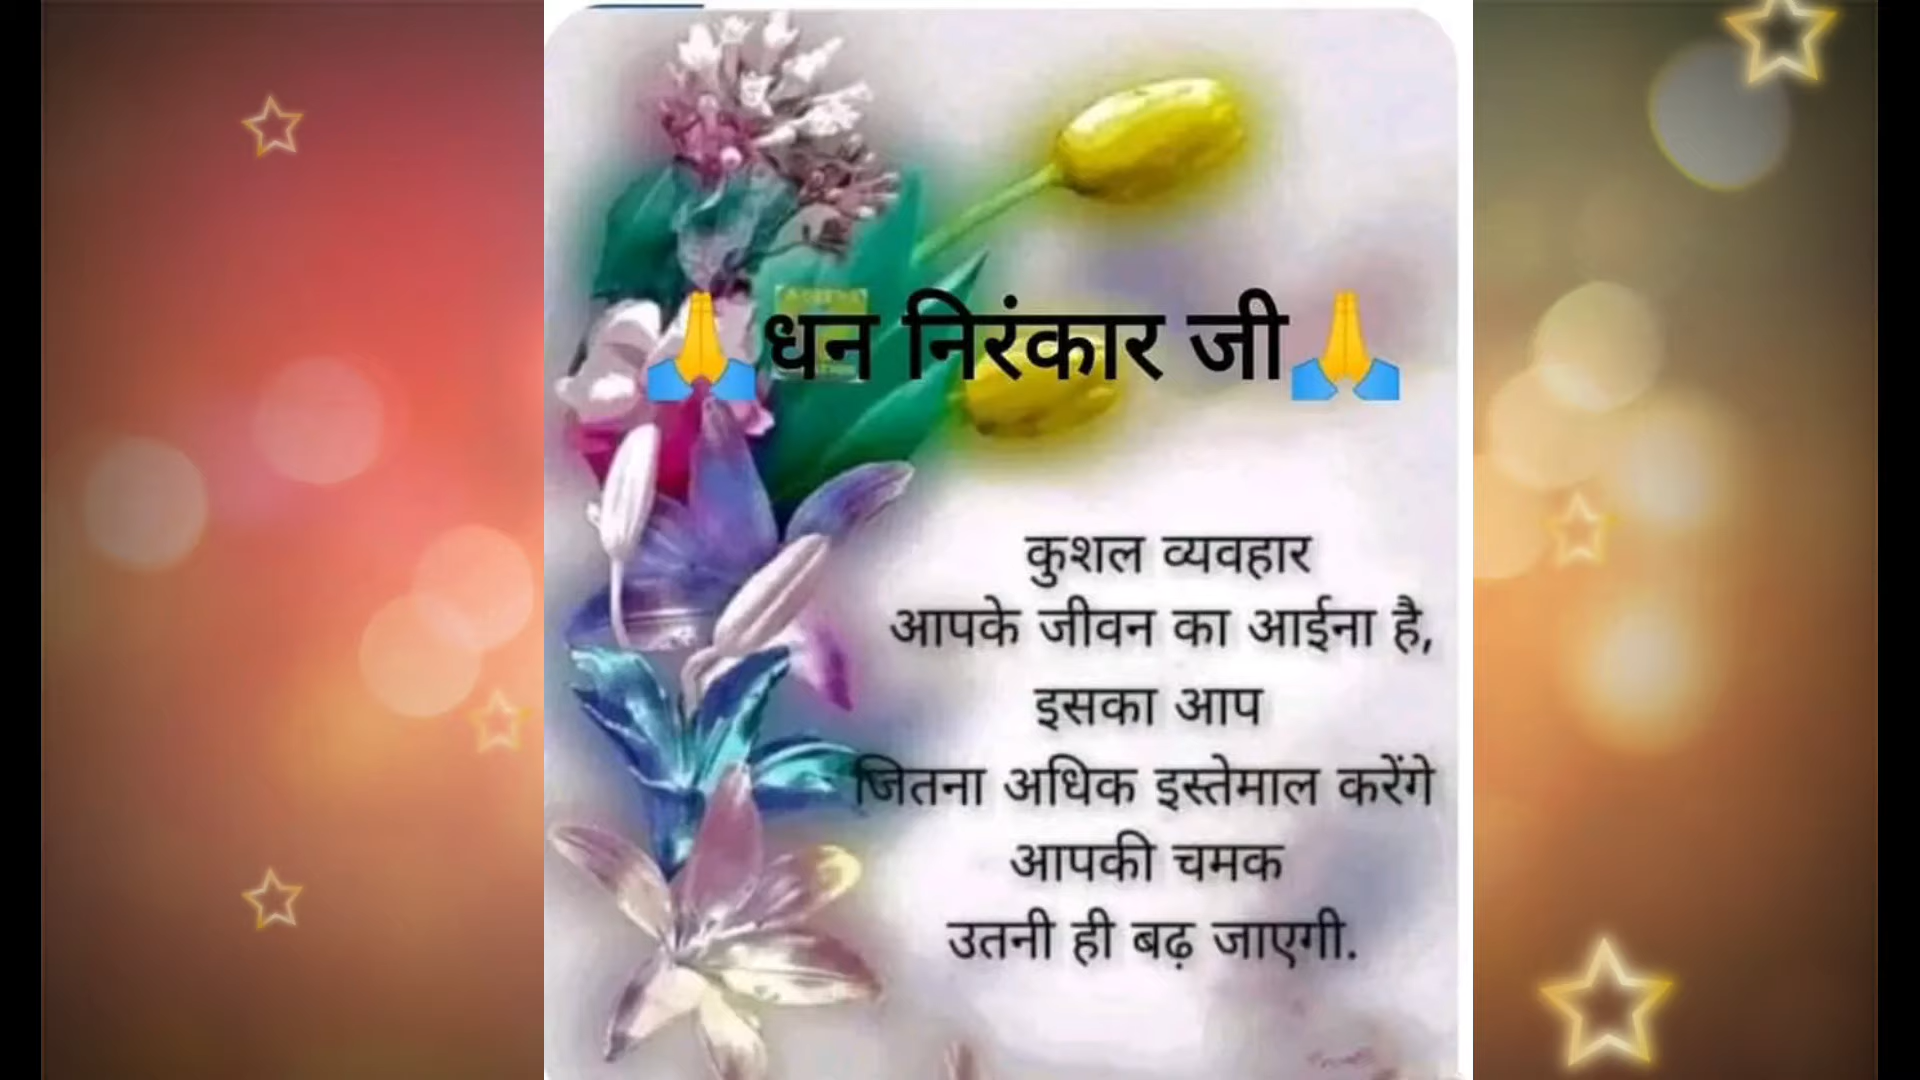 🙏धन निरंकार जी🙏
कुशल व्यवहार
आपके जीवन का आईना है,
इसका आप
जितना अधिक इस्तेमाल करेंगे
आपकी चमक
उतनी ही बढ़ जाएगी.